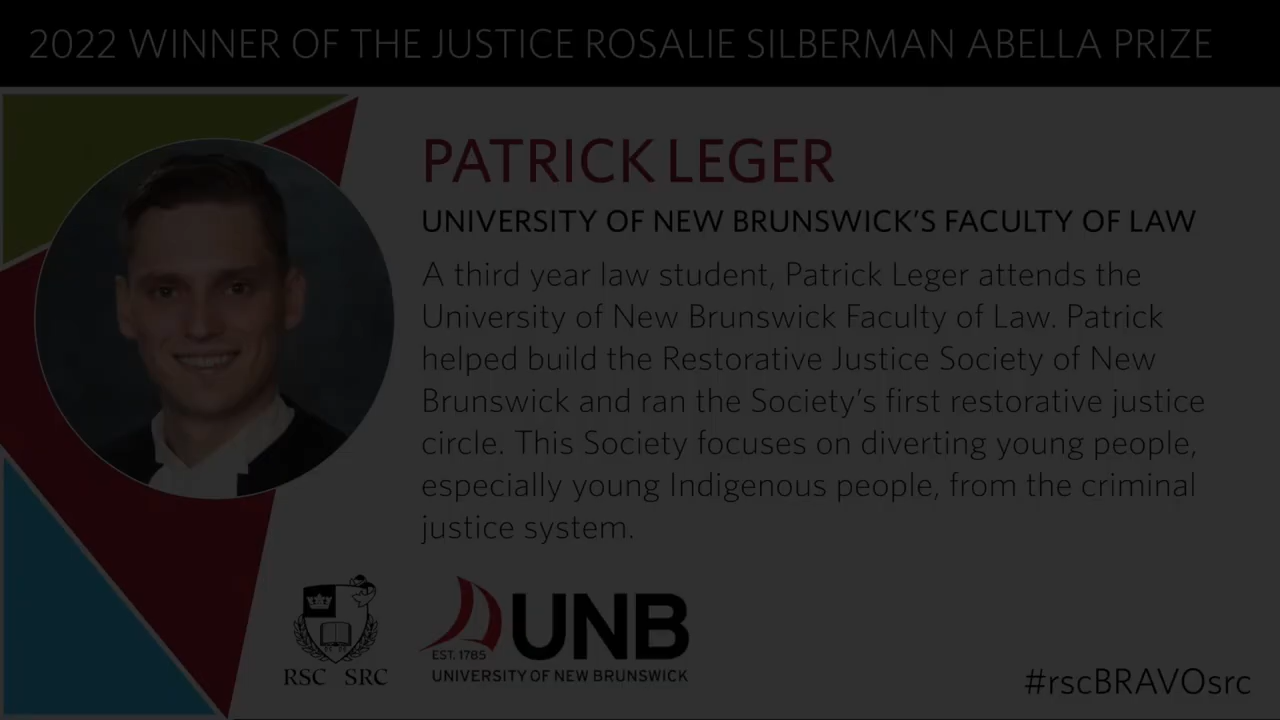 2022 WINNER OF THE JUSTICE ROSALIE SILBERMAN ABELLA PRIZE
PATRICK LEGER
UNIVERSITY OF NEW BRUNSWICK'S FACULTY OF LAW
A third year law student, Patrick Leger attends the
University of New Brunswick Faculty of Law. Patrick
helped build the Restorative Justice Society of New
Brunswick and ran the Society's first restorative justice
circle. This Society focuses on diverting young people,
especially young Indigenous people, from the criminal
justice system.
RSC SRC
UNB
EST. 1785
UNIVERSITY OF NEW BRUNSWICK
#rscBRAVOsrc